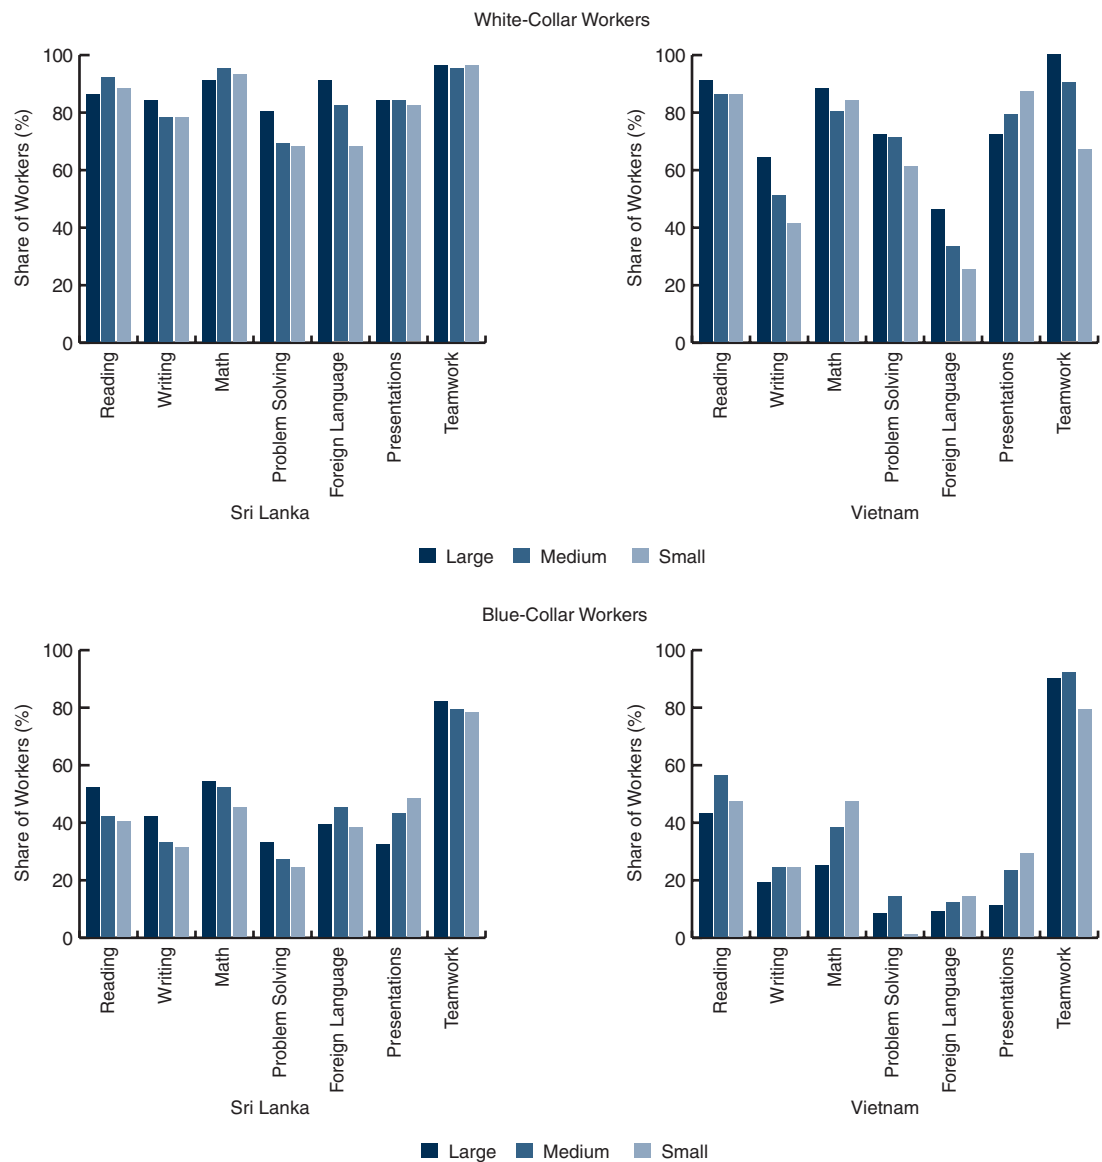 White-Collar Workers
Share of Workers (%)
100
80
60
40
20
0
Reading
Writing
Math
Problem Solving
Foreign Language
Presentations
Teamwork
Sri Lanka
Share of Workers (%)
100
80
60
40
20
0
Reading
Writing
Math
Problem Solving
Foreign Language
Presentations
Teamwork
Vietnam
Large Medium Small
Blue-Collar Workers
Share of Workers (%)
100
80
60
40
20
0
Reading
Writing
Math
Problem Solving
Foreign Language
Presentations
Teamwork
Sri Lanka
Share of Workers (%)
100
80
60
40
20
0
Reading
Writing
Math
Problem Solving
Foreign Language
Presentations
Teamwork
Vietnam
Large Medium Small